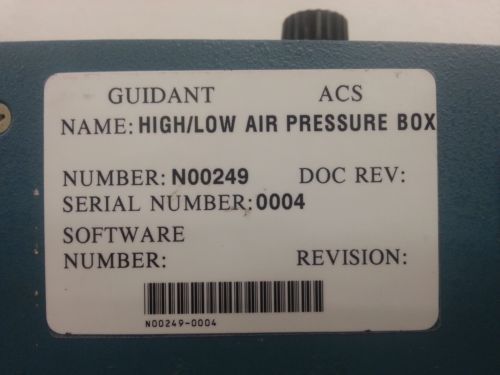 GUIDANT ACS
NAME: HIGH/LOW AIR PRESSURE BOX
NUMBER: N00249 DOC REV:
SERIAL NUMBER: 0004
SOFTWARE
NUMBER: REVISION:
N00249-0004